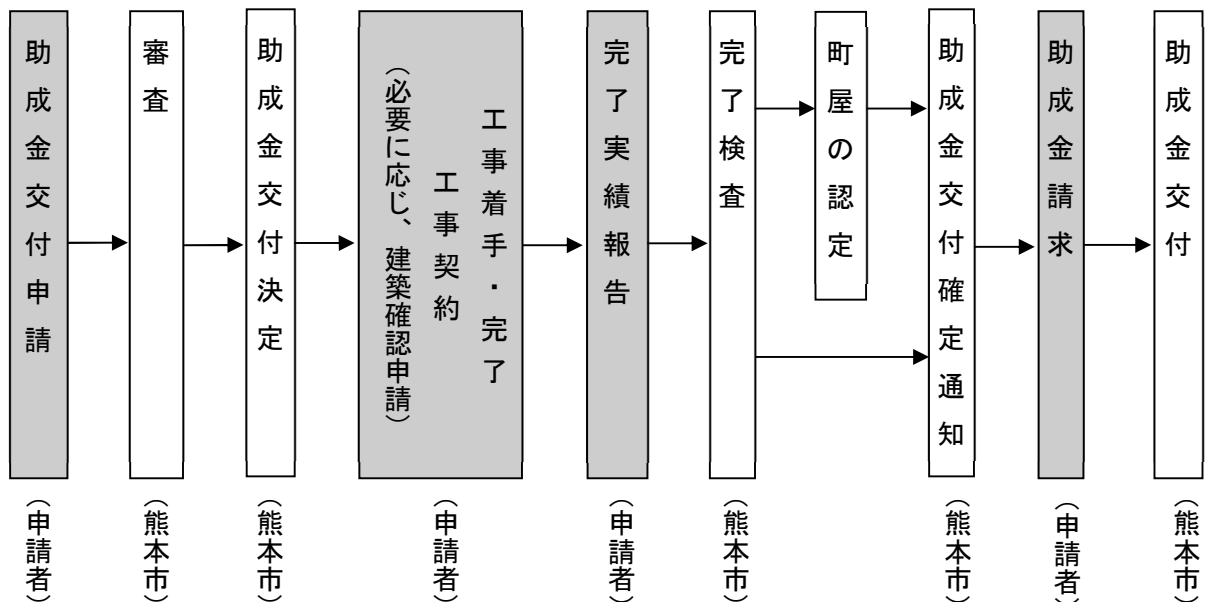 助成金交付申請
審査
助成金交付決定
（必要に応じ、建築確認申請）
工事契約
工事着手・完了
完了実績報告
完了検査
町屋の認定
助成金交付確定通知
助成金請求
助成金交付
（申請者）
（熊本市）
（熊本市）
（申請者）
（申請者）
（熊本市）
（熊本市）
（申請者）
（熊本市）